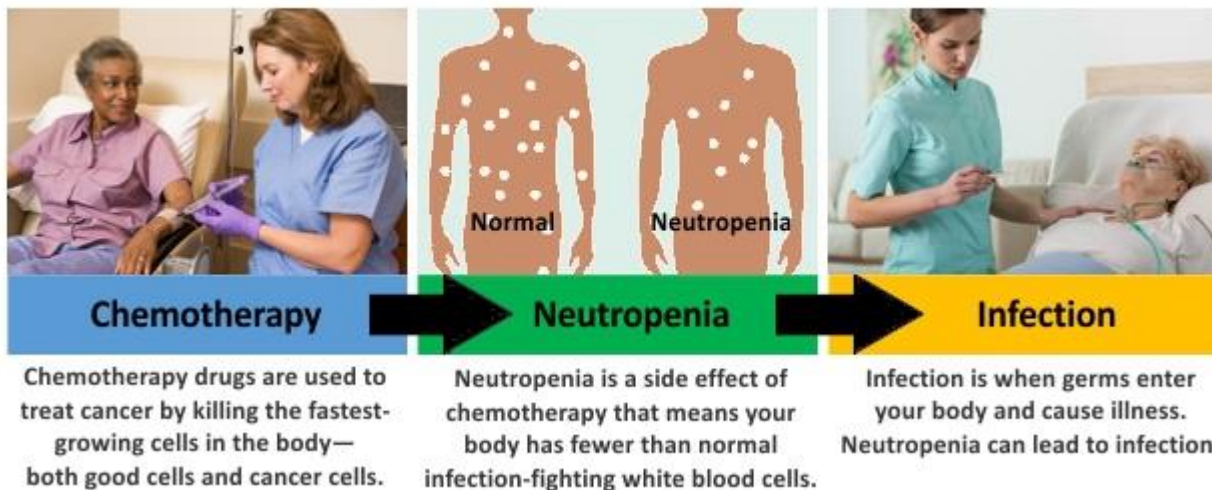 Normal
Neutropenia
Chemotherapy
Neutropenia
Infection
Chemotherapy drugs are used to
treat cancer by killing the fastest-
growing cells in the body—
both good cells and cancer cells.
Neutropenia is a side effect of
chemotherapy that means your
body has fewer than normal
infection-fighting white blood cells.
Infection is when germs enter
your body and cause illness.
Neutropenia can lead to infection